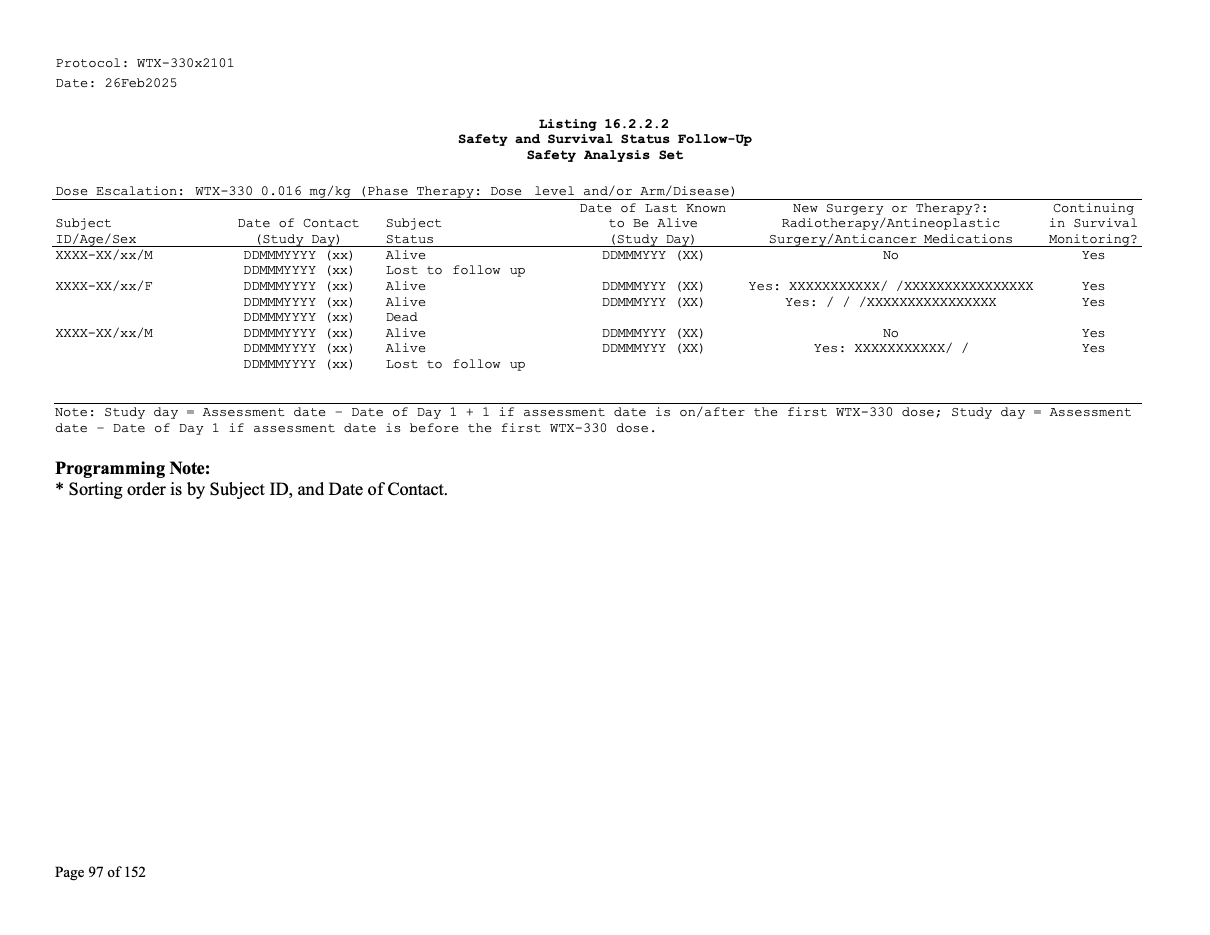 Protocol: WTX-330x2101
Date: 26Feb2025
Listing 16.2.2.2
Safety and Survival Status Follow-Up
Safety Analysis Set
Dose Escalation: WTX-330 0.016 mg/kg (Phase Therapy: Dose level and/or Arm/Disease)
Date of Last Known New Surgery or Therapy?: Continuing
Subject Date of Contact Subject to Be Alive Radiotherapy/Antineoplastic in Survival
ID/Age/Sex (Study Day) Status (Study Day) Surgery/Anticancer Medications Monitoring?
XXXX-XX/xx/M DDMMMYYYY (xx) Alive DDMMMYYY (XX) No Yes
DDMMMYYYY (xx) Lost to follow up
XXXX-XX/xx/F DDMMMYYYY (xx) Alive DDMMMYYY (XX) Yes: XXXXXXXXXXX/ /XXXXXXXXXXXXXXXX Yes
DDMMMYYYY (xx) Alive DDMMMYYY (XX) Yes: / / /XXXXXXXXXXXXXXXX Yes
DDMMMYYYY (xx) Dead
XXXX-XX/xx/M DDMMMYYYY (xx) Alive DDMMMYYY (XX) No Yes
DDMMMYYYY (xx) Alive DDMMMYYY (XX) Yes: XXXXXXXXXXX/ / Yes
DDMMMYYYY (xx) Lost to follow up
Note: Study day = Assessment date – Date of Day 1 + 1 if assessment date is on/after the first WTX-330 dose; Study day = Assessment
date – Date of Day 1 if assessment date is before the first WTX-330 dose.
Programming Note:
* Sorting order is by Subject ID, and Date of Contact.
Page 97 of 152